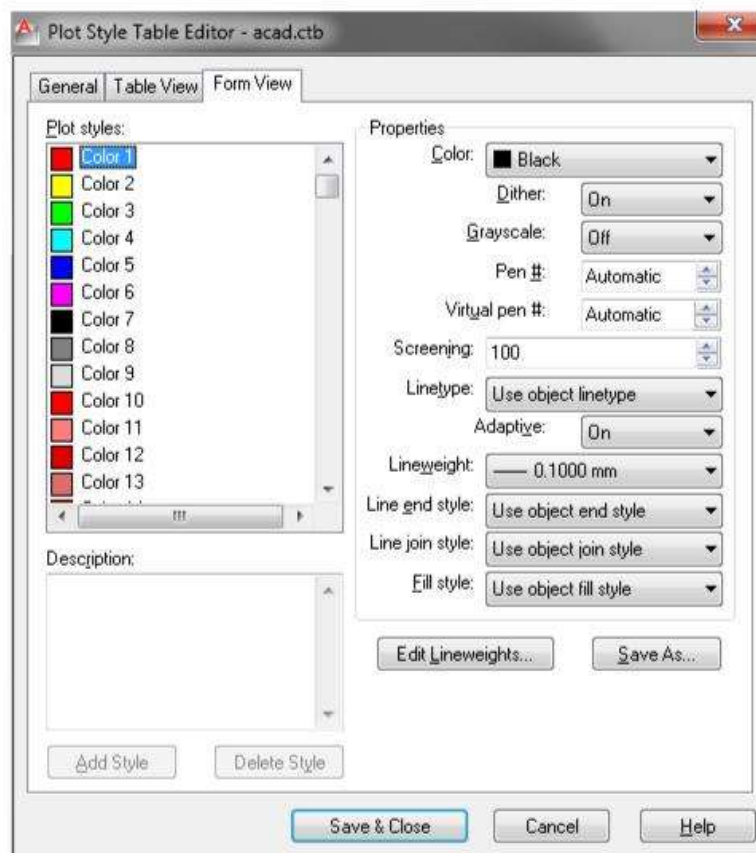 Plot Style Table Editor - acad.ctb
General
Table View
Form View
Plot styles:
Color 1
Color 2
Color 3
Color 4
Color 5
Color 6
Color 7
Color 8
Color 9
Color 10
Color 11
Color 12
Color 13
Description:
Add Style
Delete Style
Properties
Color: Black
Dither: On
Grayscale: Off
Pen #: Automatic
Virtual pen #: Automatic
Screening: 100
Linetype: Use object linetype
Adaptive: On
Lineweight: 0.1000 mm
Line end style: Use object end style
Line join style: Use object join style
Fill style: Use object fill style
Edit Lineweights...
Save As...
Save & Close
Cancel
Help